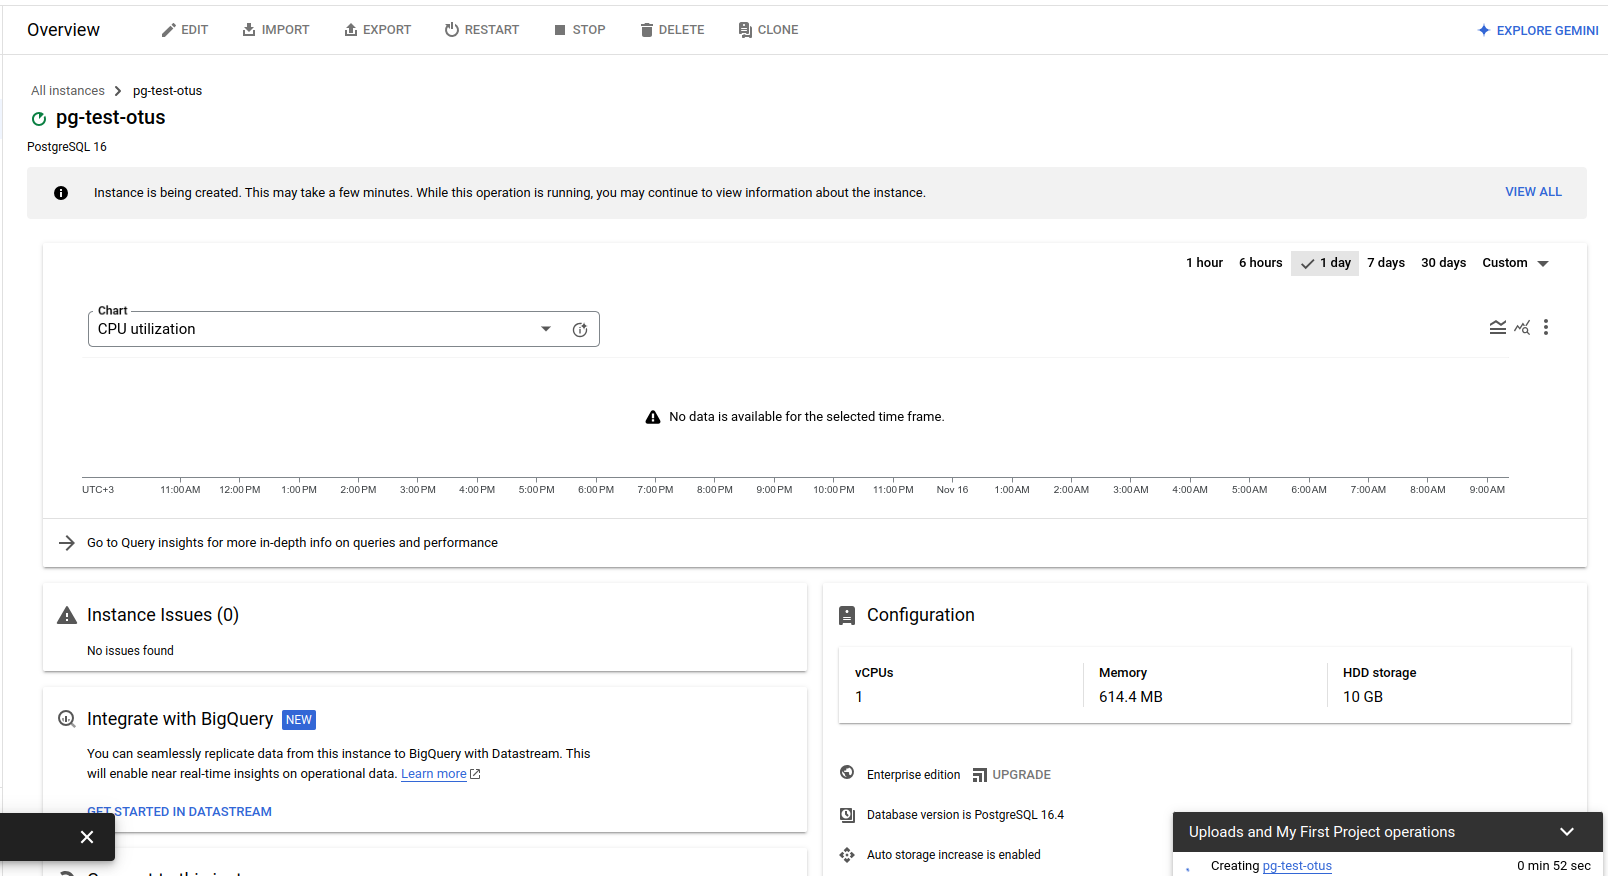 Overview
EDIT
IMPORT
EXPORT
RESTART
STOP
DELETE
CLONE
EXPLORE GEMINI
All instances
pg-test-otus
pg-test-otus
PostgreSQL 16
Instance is being created. This may take a few minutes. While this operation is running, you may continue to view information about the instance.
VIEW ALL
1 hour
6 hours
1 day
7 days
30 days
Custom
Chart
CPU utilization
No data is available for the selected time frame.
UTC+3
11:00 AM
12:00 PM
1:00 PM
2:00 PM
3:00 PM
4:00 PM
5:00 PM
6:00 PM
7:00 PM
8:00 PM
9:00 PM
10:00 PM
11:00 PM
Nov 16
1:00 AM
2:00 AM
3:00 AM
4:00 AM
5:00 AM
6:00 AM
7:00 AM
8:00 AM
9:00 AM
Go to Query insights for more in-depth info on queries and performance
Instance Issues (0)
No issues found
Integrate with BigQuery
NEW
You can seamlessly replicate data from this instance to BigQuery with Datastream. This
will enable near real-time insights on operational data. Learn more
GET STARTED IN DATASTREAM
Configuration
vCPUs
1
Memory
614.4 MB
HDD storage
10 GB
Enterprise edition
UPGRADE
Database version is PostgreSQL 16.4
Auto storage increase is enabled
Uploads and My First Project operations
Creating pg-test-otus
0 min 52 sec